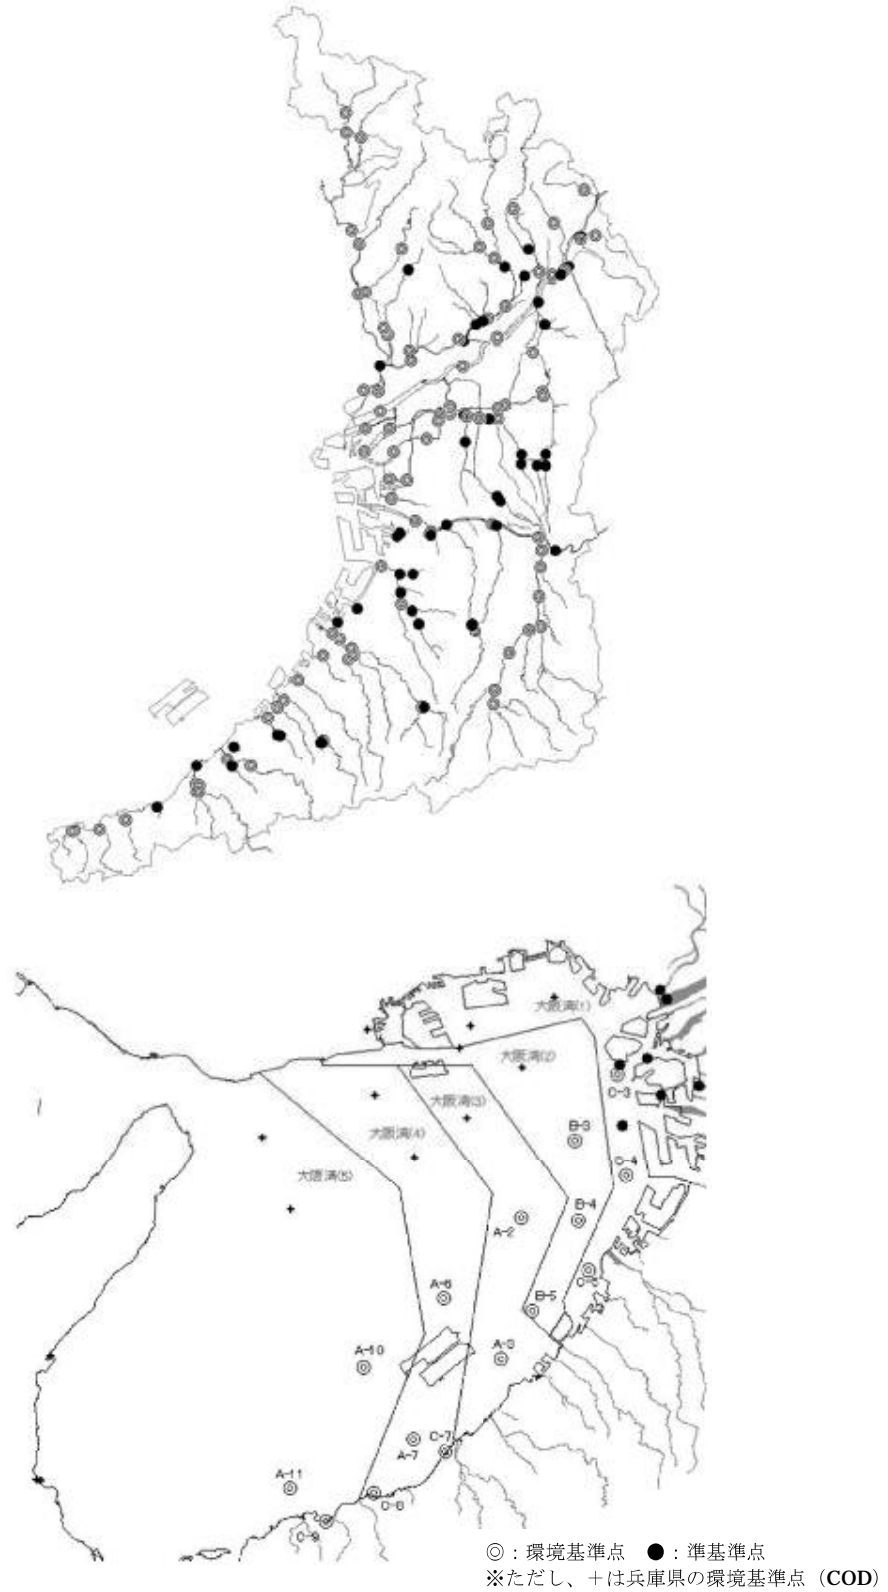 大阪湾(1)
大阪湾(2)
大阪湾(3)
大阪湾(4)
大阪湾(5)
C-3
B-3
C-4
B-4
A-2
C-5
B-5
A-6
A-3
A-10
A-7
C-7
A-11
C-8
C-9
◎：環境基準点　●：準基準点
※ただし、＋は兵庫県の環境基準点（COD）